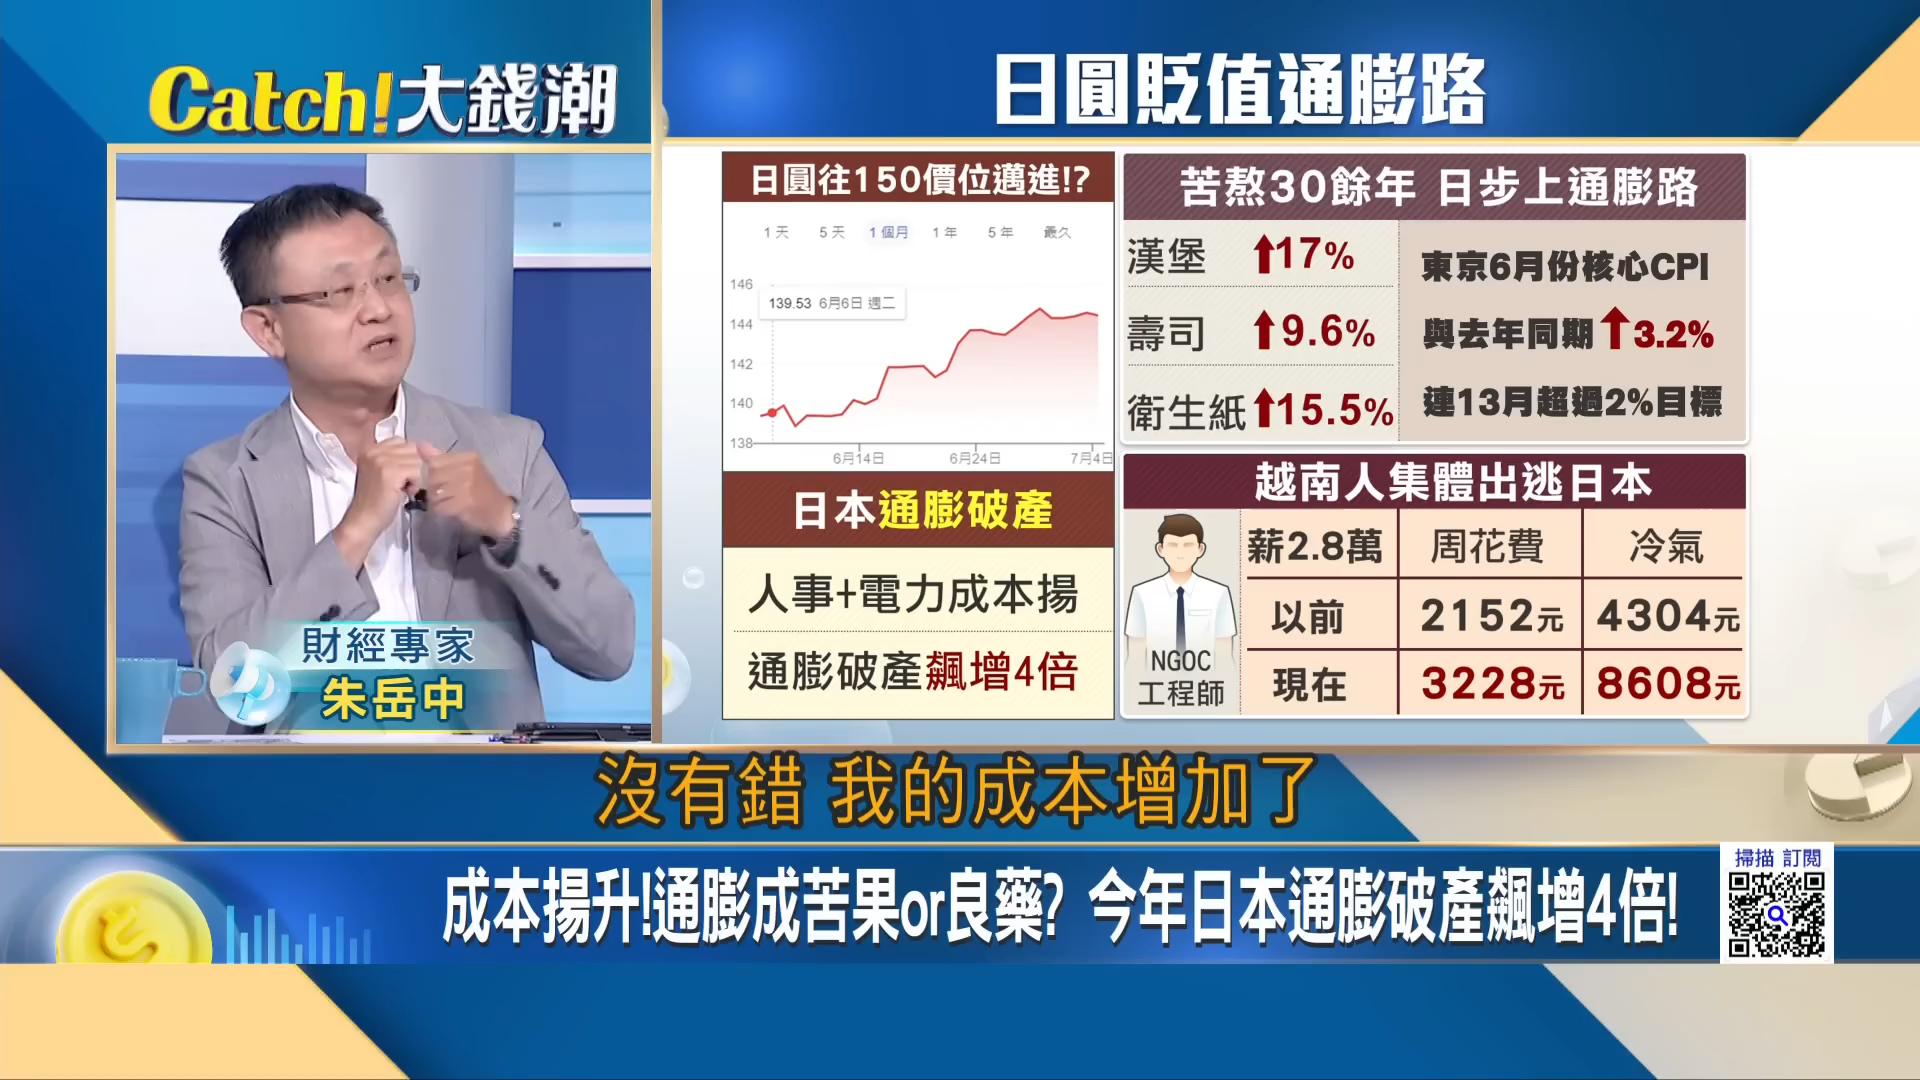 Catch!大錢潮
日圓貶值通膨路
日圓往150價位邁進!?
1 天 5 天 1 個月 1 年 5 年 最久
146
139.53 6月6日 週二
144
142
140
138
6月14日 6月24日 7月4日
日本通膨破產
人事+電力成本揚
通膨破產飆增4倍
苦熬30餘年 日步上通膨路
漢堡 17%
壽司 9.6%
衛生紙 15.5%
東京6月份核心CPI
與去年同期 3.2%
連13月超過2%目標
越南人集體出逃日本
薪2.8萬 周花費 冷氣
以前 2152元 4304元
現在 3228元 8608元
NGOC
工程師
財經專家
朱岳中
沒有錯 我的成本增加了
成本揚升!通膨成苦果or良藥? 今年日本通膨破產飆增4倍!
掃描 訂閱